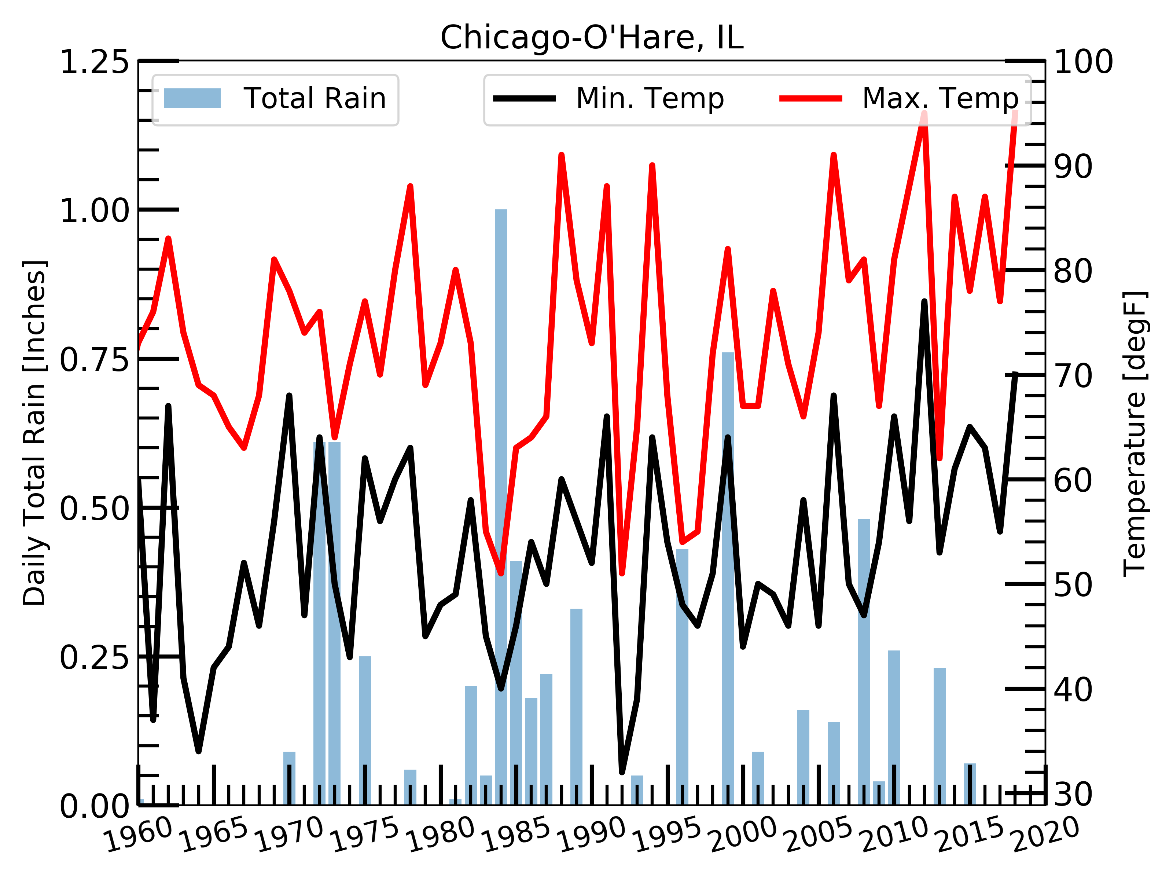 Chicago-O'Hare, IL
Total Rain
Min. Temp
Max. Temp
Daily Total Rain [Inches]
1.25
1.00
0.75
0.50
0.25
0.00
100
90
80
70
60
50
40
30
Temperature [degF]
1960 1965 1970 1975 1980 1985 1990 1995 2000 2005 2010 2015 2020